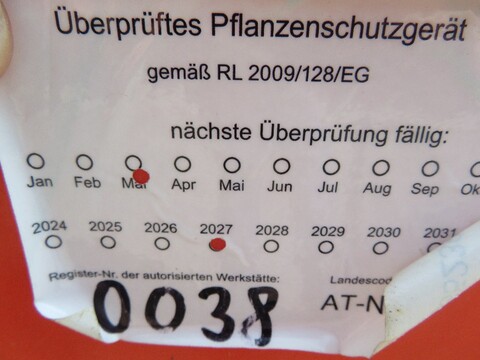 Überprüftes Pflanzenschutzgerät
gemäß RL 2009/128/EG
nächste Überprüfung fällig:
Jan Feb Mär Apr Mai Jun Jul Aug Sep
2024 2025 2026 2027 2028 2029 2030 2031
Register-Nr. der autorisierten Werkstätte:
0038
AT-N